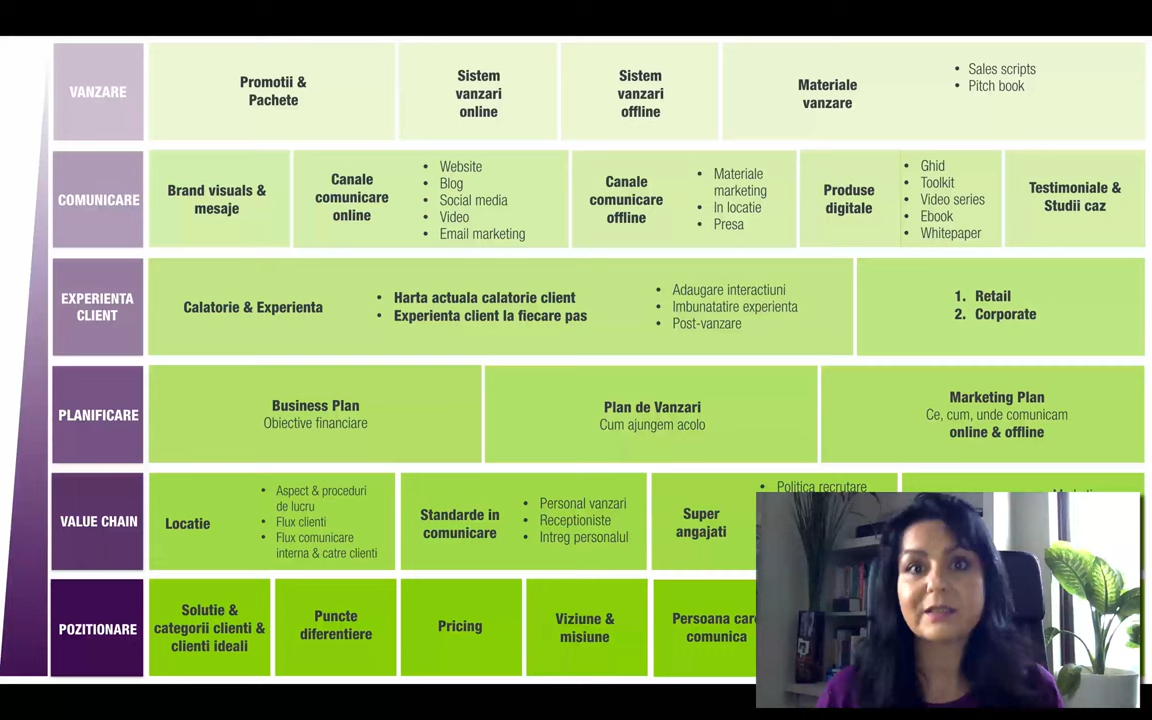 VANZARE
Promotii &
Pachete
Sistem
vanzari
online
Sistem
vanzari
offline
Materiale
vanzare
• Sales scripts
• Pitch book
COMUNICARE
Brand visuals &
mesaje
Canale
comunicare
online
• Website
• Blog
• Social media
• Video
• Email marketing
Canale
comunicare
offline
• Materiale
marketing
• In locatie
• Presa
Produse
digitale
• Ghid
• Toolkit
• Video series
• Ebook
• Whitepaper
Testimoniale &
Studii caz
EXPERIENTA
CLIENT
Calatorie & Experienta
• Harta actuala calatorie client
• Experienta client la fiecare pas
• Adaugare interactiuni
• Imbunatatire experienta
• Post-vanzare
1. Retail
2. Corporate
PLANIFICARE
Business Plan
Obiective financiare
Plan de Vanzari
Cum ajungem acolo
Marketing Plan
Ce, cum, unde comunicam
online & offline
VALUE CHAIN
Locatie
• Aspect & proceduri
de lucru
• Flux clienti
• Flux comunicare
interna & catre clienti
Standarde in
comunicare
• Personal vanzari
• Receptioniste
• Intreg personalul
Super
angajati
• Politica recrutare
POZITIONARE
Solutie &
categorii clienti &
clienti ideali
Puncte
diferentiere
Pricing
Viziune &
misiune
Persoana care
comunica